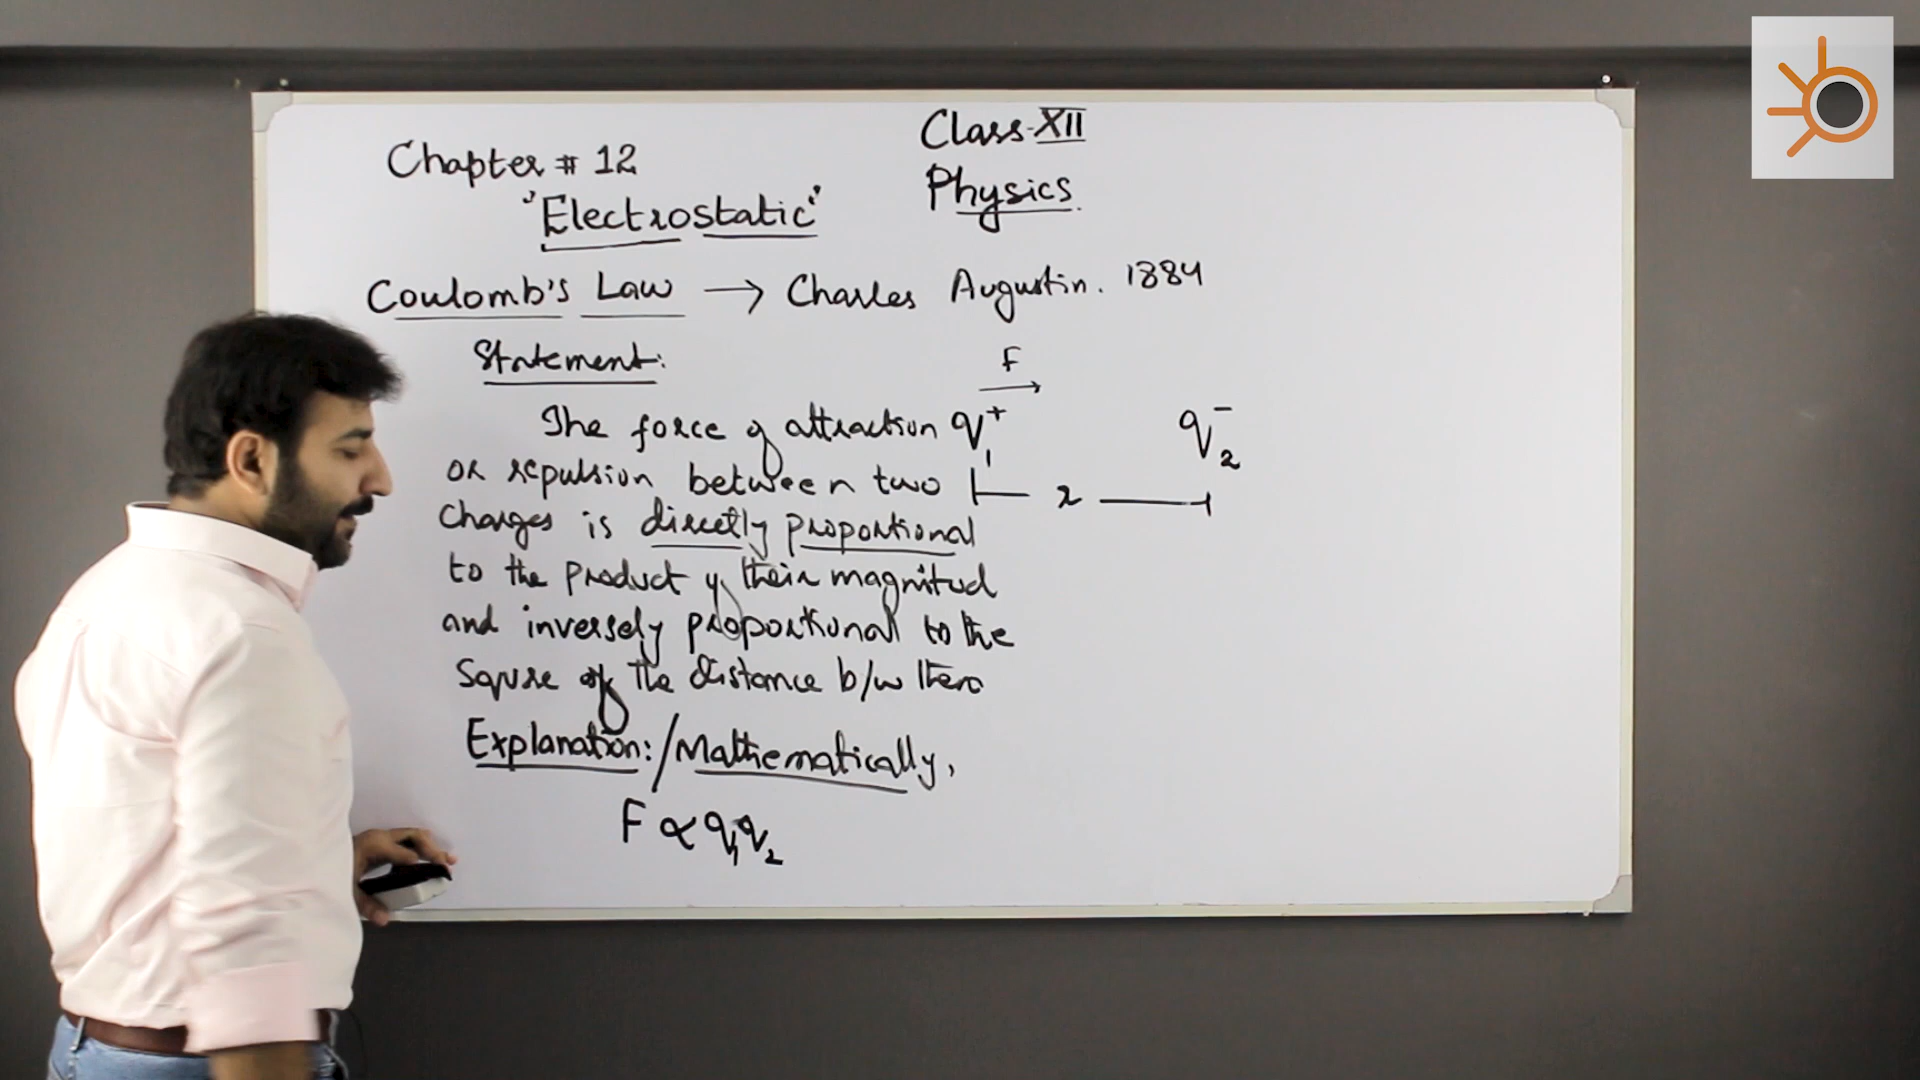 Class-XII
Physics.
Chapter # 12
"Electrostatic"
Coulomb's Law → Charles Augustin. 1884
Statement:
The force of attraction
or repulsion between two
Charges is directly proportional
to the product of their magnitud
and inversely proportional to the
Squre of the distance b/w them
F
q₁⁺ q₂⁻
r
Explanation:/Mathematically,
F ∝ q₁q₂